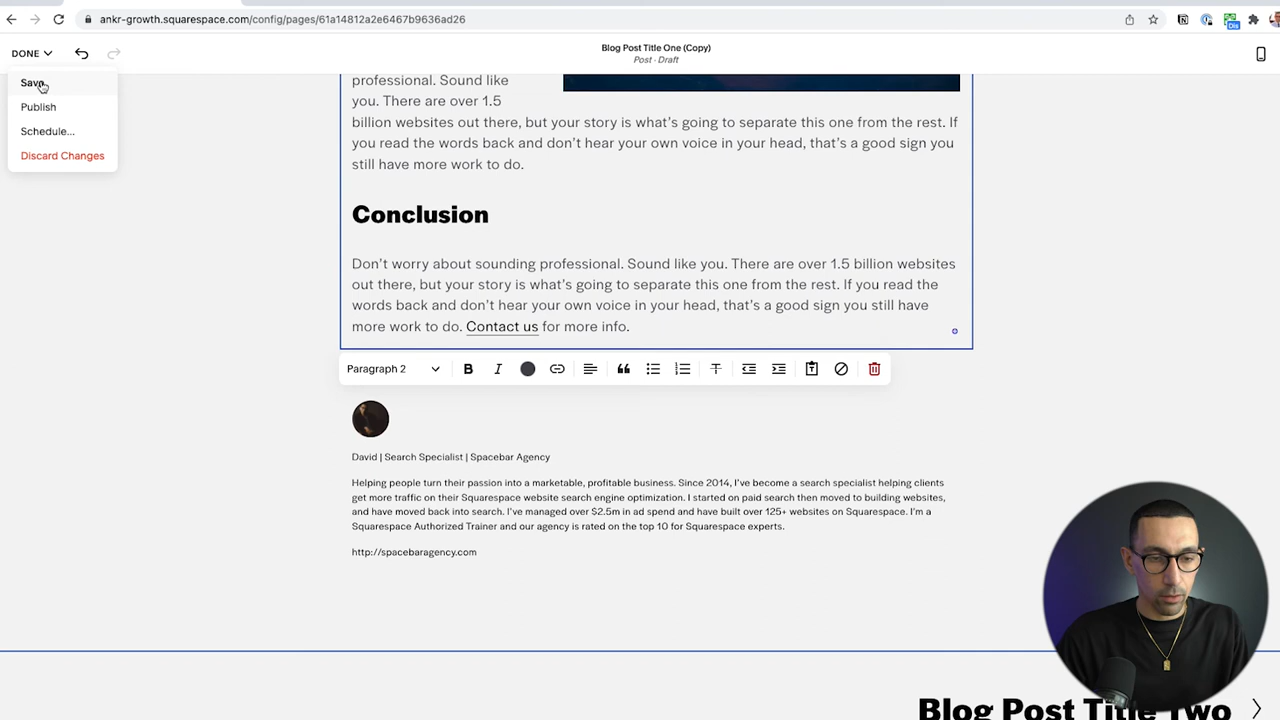 ankr-growth.squarespace.com/config/pages/61a14812a2e6467b9636ad26
DONE
Blog Post Title One (Copy)
Post · Draft
Save
Publish
Schedule...
Discard Changes
professional. Sound like
you. There are over 1.5
billion websites out there, but your story is what's going to separate this one from the rest. If
you read the words back and don't hear your own voice in your head, that's a good sign you
still have more work to do.
Conclusion
Don't worry about sounding professional. Sound like you. There are over 1.5 billion websites
out there, but your story is what's going to separate this one from the rest. If you read the
words back and don't hear your own voice in your head, that's a good sign you still have
more work to do. Contact us for more info.
Paragraph 2
David | Search Specialist | Spacebar Agency
Helping people turn their passion into a marketable, profitable business. Since 2014, I've become a search specialist helping clients
get more traffic on their Squarespace website search engine optimization. I started on paid search then moved to building websites,
and have moved back into search. I've managed over $2.5m in ad spend and have built over 125+ websites on Squarespace. I'm a
Squarespace Authorized Trainer and our agency is rated on the top 10 for Squarespace experts.
http://spacebaragency.com
Blog Post Title Two